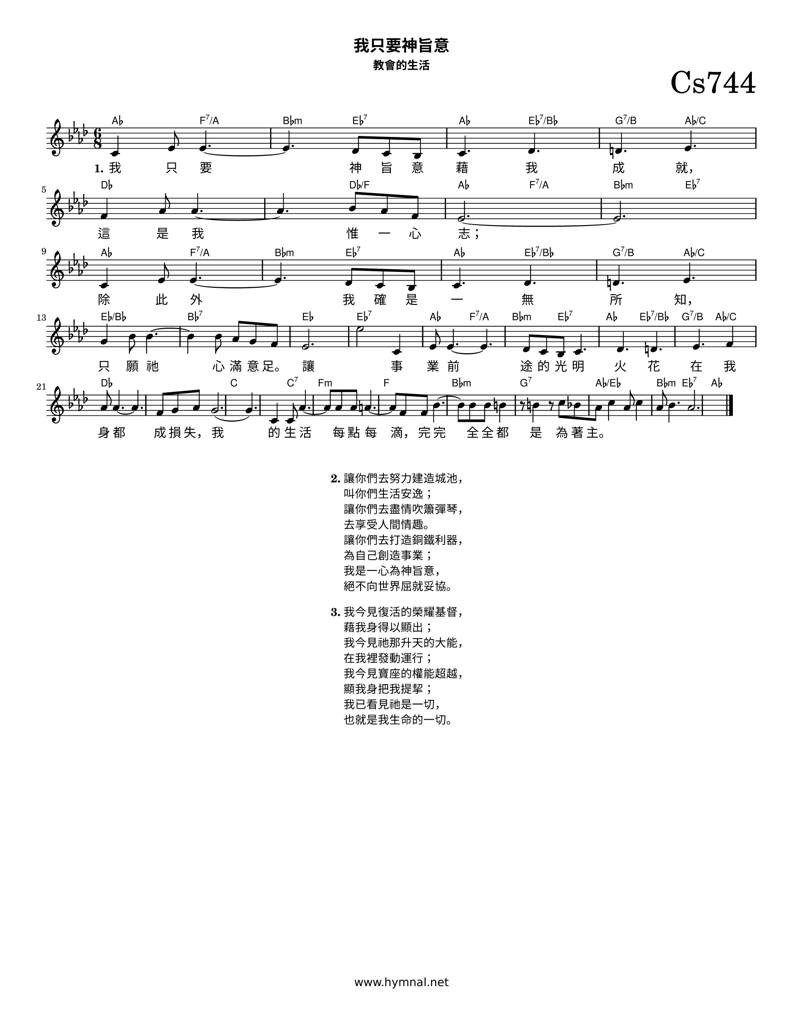 我只要神旨意
教會的生活
Cs744
A♭ F7/A B♭m E♭7 A♭ E♭7/B♭ G7/B A♭/C
1. 我 只 要 神 旨 意 藉 我 成 就，
5 D♭ D♭/F A♭ F7/A B♭m E♭7
這 是 我 惟 一 心 志；
9 A♭ F7/A B♭m E♭7 A♭ E♭7/B♭ G7/B A♭/C
除 此 外 我 確 是 一 無 所 知，
13 E♭/B♭ B♭7 E♭ E♭7 A♭ F7/A B♭m E♭7 A♭ E♭7/B♭ G7/B A♭/C
只 願 祂 心 滿 意 足。 讓 事 業 前 途 的 光 明 火 花 在 我
21 D♭ C C7 Fm F B♭m G7 A♭/E♭ B♭m E♭7 A♭
身 都 成 損 失， 我 的 生 活 每 點 每 滴， 完 完 全 全 都 是 為 著 主。
2. 讓你們去努力建造城池，
叫你們生活安逸；
讓你們去盡情吹簫彈琴，
去享受人間情趣。
讓你們去打造銅鐵利器，
為自己創造事業；
我是一心為神旨意，
絕不向世界屈就妥協。
3. 我今見復活的榮耀基督，
藉我身得以顯出；
我今見祂那升天的大能，
在我裡發動運行；
我今見寶座的權能超越，
顯我身把我提挈；
我已看見祂是一切，
也就是我生命的一切。
www.hymnal.net